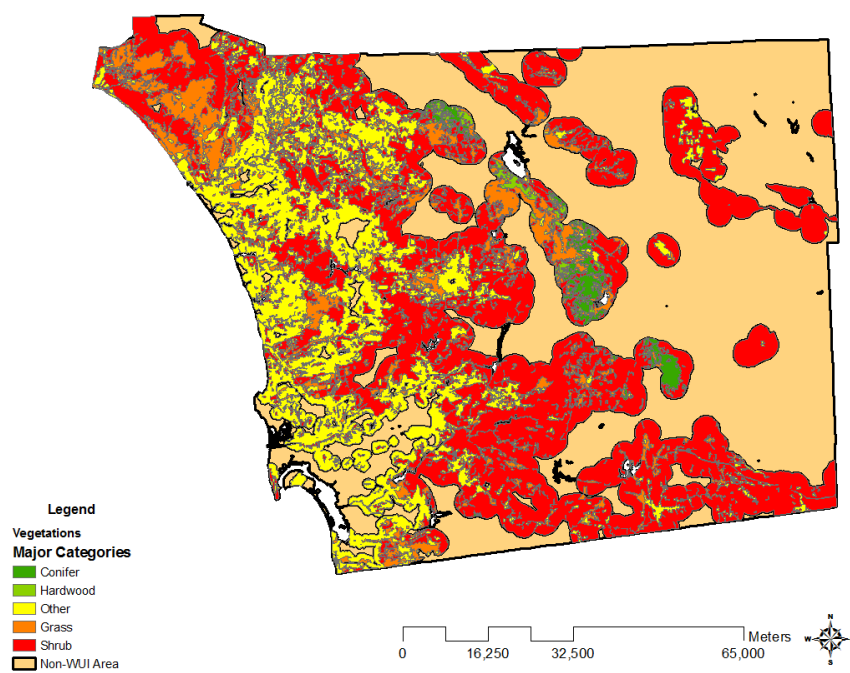 Legend
Vegetations
Major Categories
Conifer
Hardwood
Other
Grass
Shrub
Non-WUI Area
Meters
0 16,250 32,500 65,000
N
W E
S